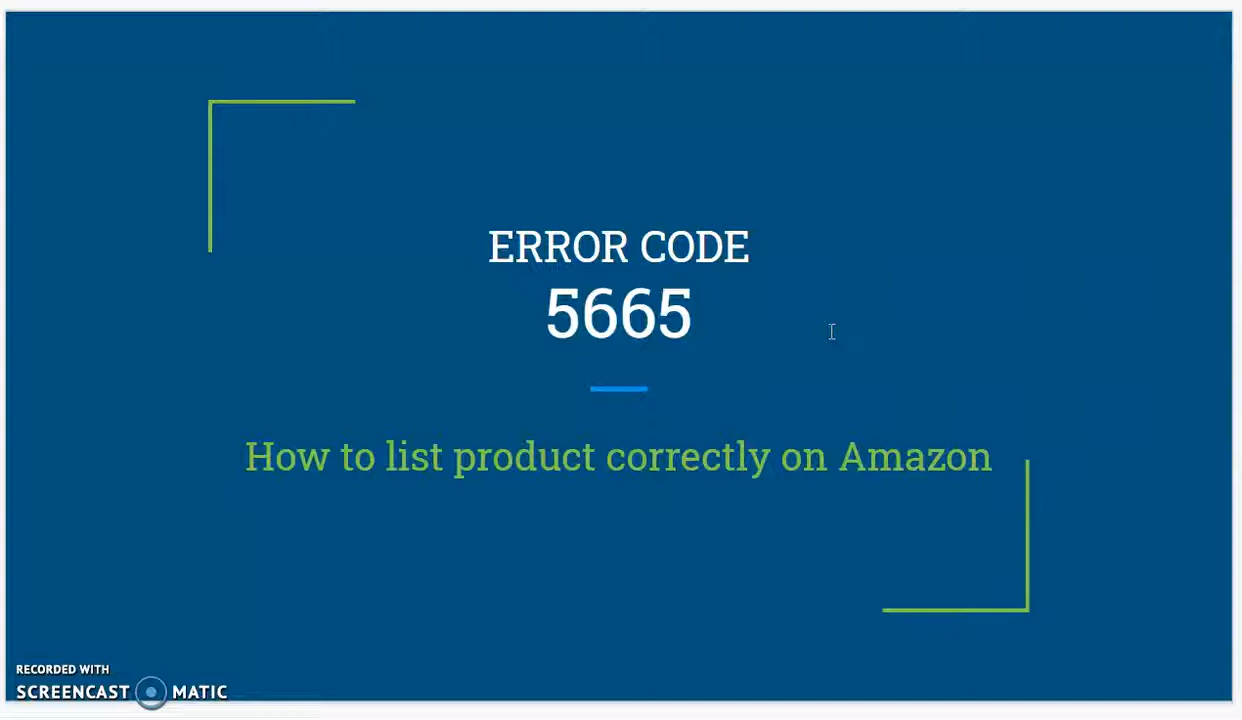 ERROR CODE
5665
How to list product correctly on Amazon
RECORDED WITH
SCREENCAST MATIC